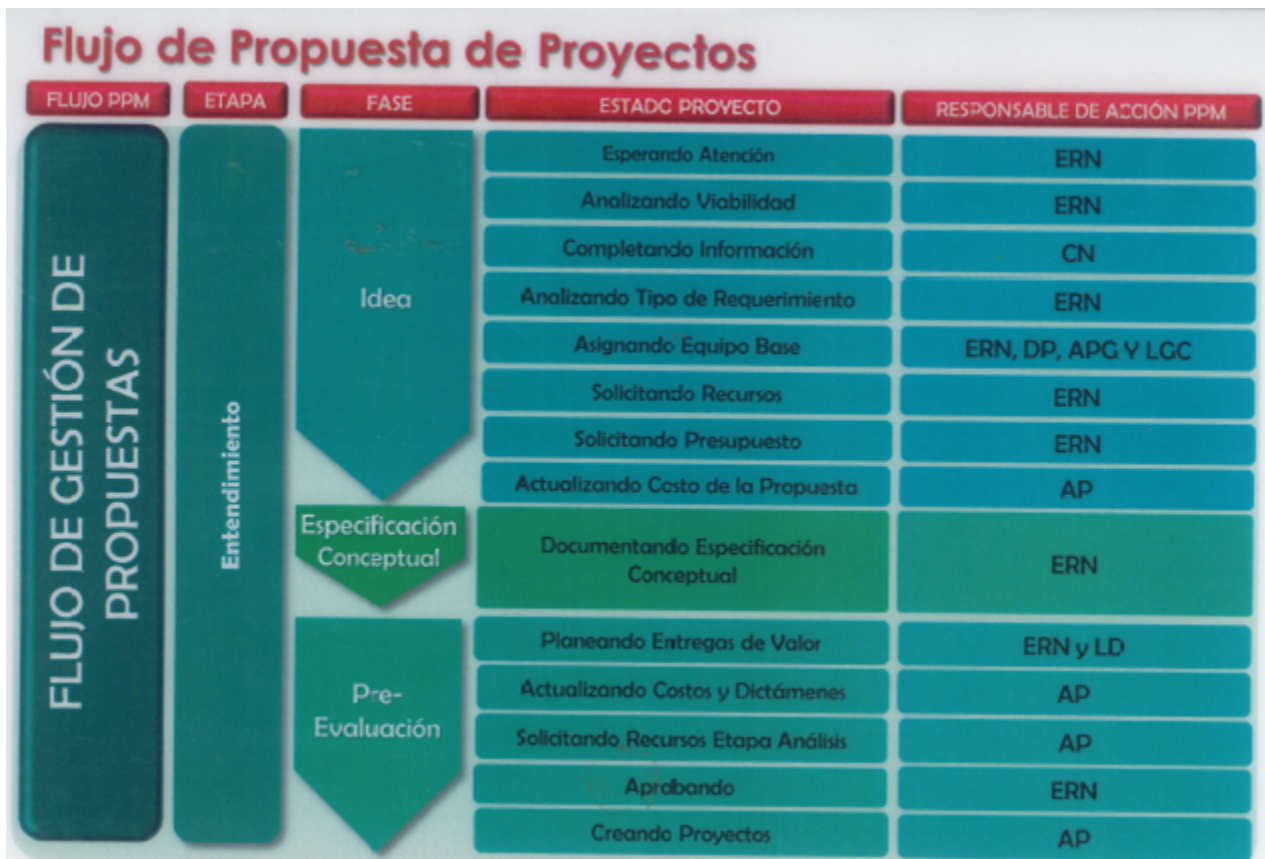 Flujo de Propuesta de Proyectos
FLUJO PPM ETAPA FASE ESTADO PROYECTO RESPONSABLE DE ACCIÓN PPM
FLUJO DE GESTIÓN DE
PROPUESTAS
Entendimiento
Idea
Esperando Atención ERN
Analizando Viabilidad ERN
Completando Información CN
Analizando Tipo de Requerimiento ERN
Asignando Equipo Base ERN, DP, APG Y LGC
Solicitando Recursos ERN
Solicitando Presupuesto ERN
Actualizando Costo de la Propuesta AP
Especificación
Conceptual
Documentando Especificación
Conceptual
ERN
Pre-
Evaluación
Planeando Entregas de Valor ERN y LD
Actualizando Costos y Dictámenes AP
Solicitando Recursos Etapa Análisis AP
Aprobando ERN
Creando Proyectos AP